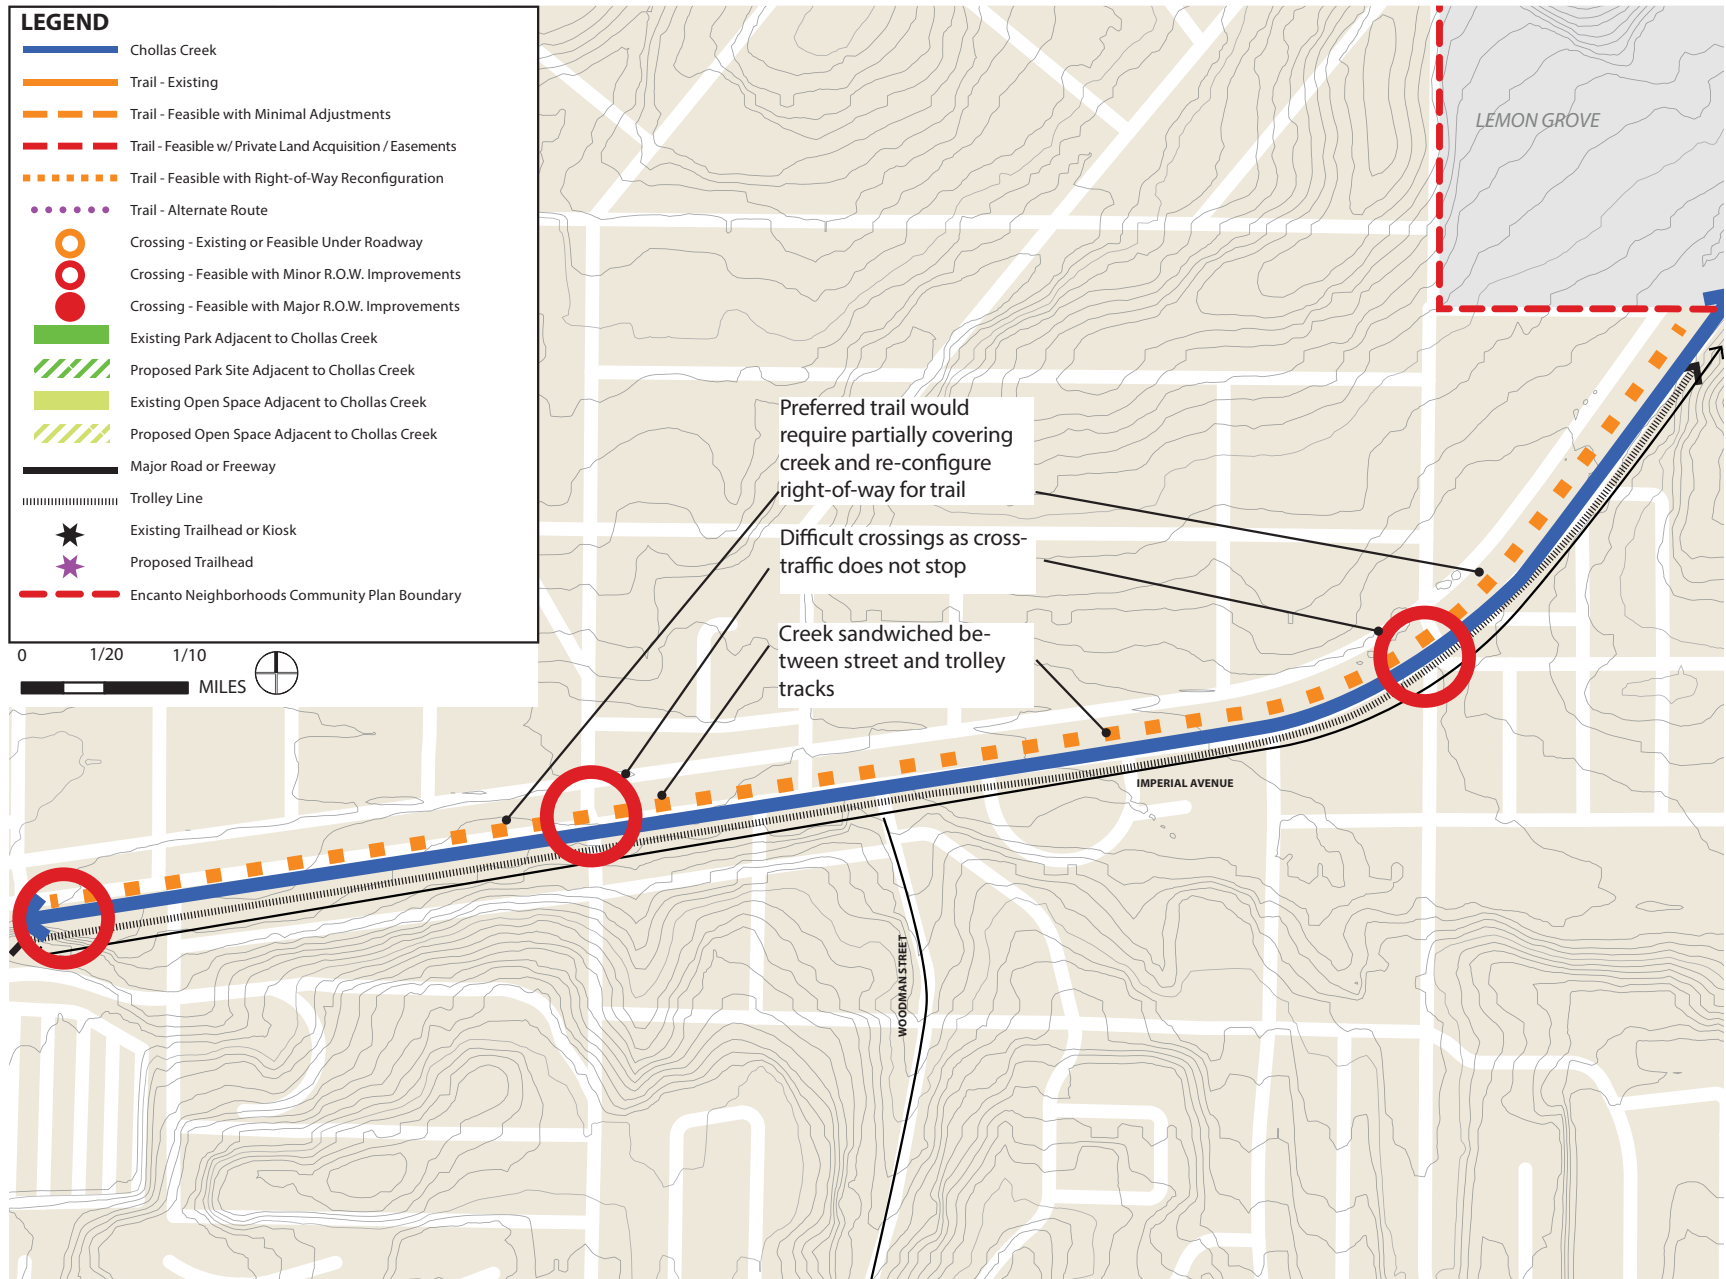 LEGEND
Chollas Creek
Trail - Existing
Trail - Feasible with Minimal Adjustments
Trail - Feasible w/ Private Land Acquisition / Easements
Trail - Feasible with Right-of-Way Reconfiguration
Trail - Alternate Route
Crossing - Existing or Feasible Under Roadway
Crossing - Feasible with Minor R.O.W. Improvements
Crossing - Feasible with Major R.O.W. Improvements
Existing Park Adjacent to Chollas Creek
Proposed Park Site Adjacent to Chollas Creek
Existing Open Space Adjacent to Chollas Creek
Proposed Open Space Adjacent to Chollas Creek
Major Road or Freeway
Trolley Line
Existing Trailhead or Kiosk
Proposed Trailhead
Encanto Neighborhoods Community Plan Boundary
0 1/20 1/10
MILES
LEMON GROVE
Preferred trail would
require partially covering
creek and re-configure
right-of-way for trail
Difficult crossings as cross-
traffic does not stop
Creek sandwiched be-
tween street and trolley
tracks
IMPERIAL AVENUE
WOODMAN STREET